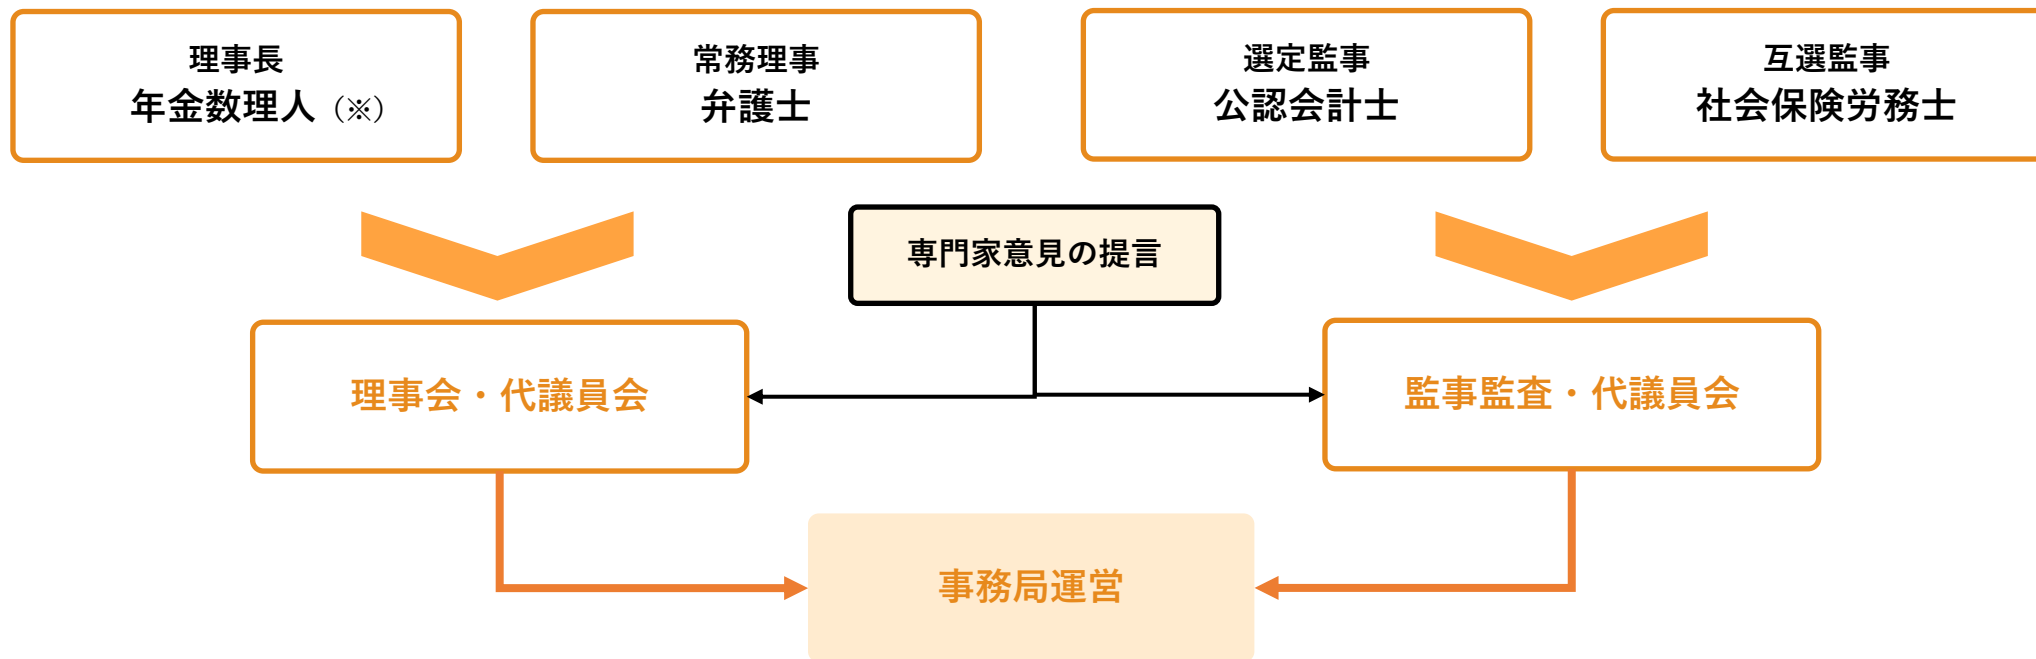 理事長
年金数理人（※）
常務理事
弁護士
選定監事
公認会計士
互選監事
社会保険労務士
専門家意見の提言
理事会・代議員会
監事監査・代議員会
事務局運営